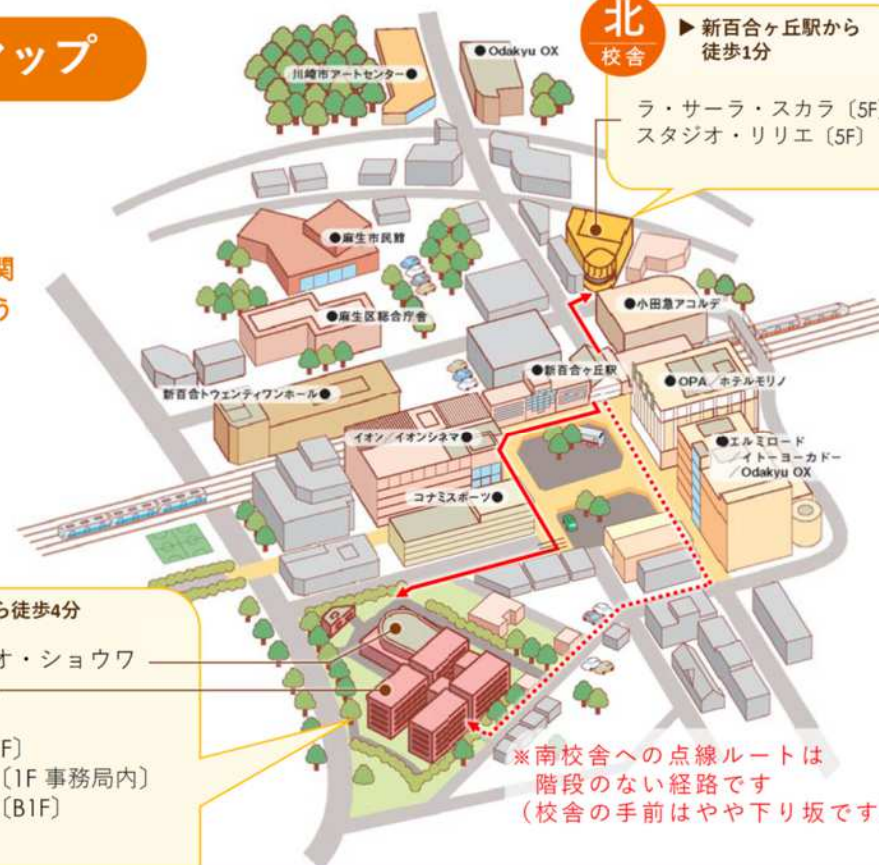 マップ
北
校舎
▶ 新百合ヶ丘駅から
徒歩1分
ラ・サーラ・スカラ〔5F
スタジオ・リリエ〔5F〕
●Odakyu OX
川崎市アートセンター●
●麻生市民館
う
●麻生区総合庁舎
●小田急アコルデ
●新百合ヶ丘駅
●OPA／ホテルモリノ
新百合トウェンティワンホール●
イオン／イオンシネマ●
●エルミロード
／イトーヨーカドー
／Odakyu OX
コナミスポーツ●
ら徒歩4分
オ・ショウワ
F〕
〔1F 事務局内〕
〔B1F〕
※南校舎への点線ルートは
階段のない経路です
（校舎の手前はやや下り坂です